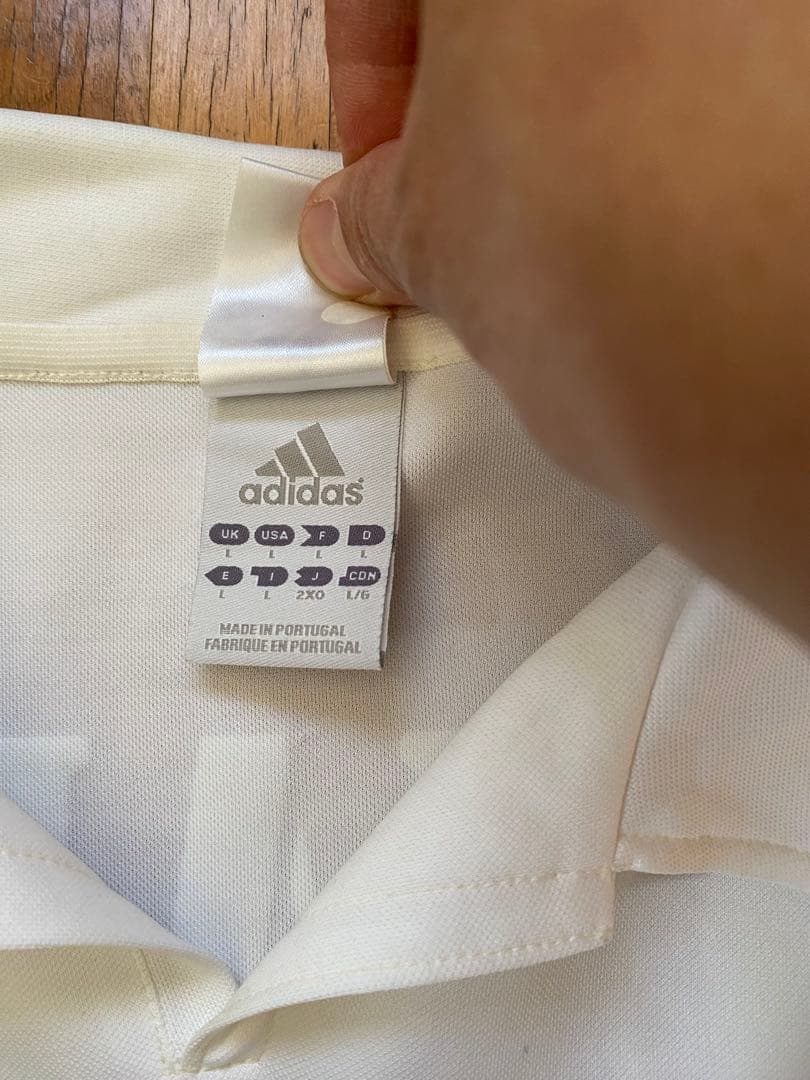 adidas
UK USA F D
L L L L
E I J CDN
L L 2XO L/G
MADE IN PORTUGAL
FABRIQUE EN PORTUGAL